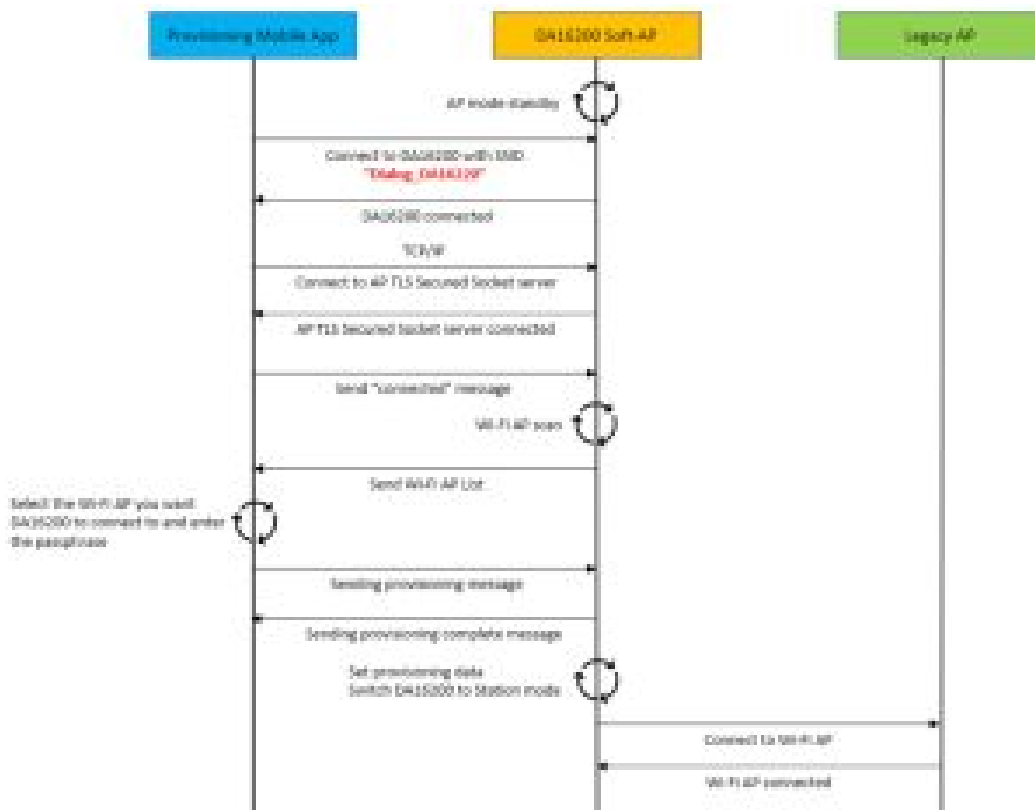 Provisioning Mobile App
DA16200 Soft-AP
Legacy AP
AP mode standby
Connect to DA16200 with SSID
"Dialog_DA16200"
DA16200 connected
TCP/IP
Connect to AP TLS Secured Socket server
AP TLS Secured Socket server connected
Send "connected" message
Wi-Fi AP scan
Send Wi-Fi AP List
Select the Wi-Fi AP you want
DA16200 to connect to and enter
the passphrase
Sending provisioning message
Sending provisioning complete message
Set provisioning data
Switch DA16200 to Station mode
Connect to Wi-Fi AP
Wi-Fi AP connected